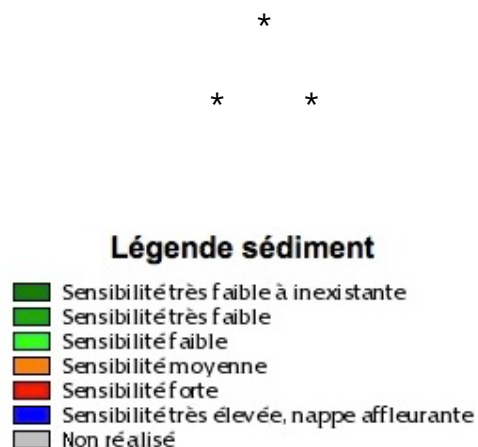 *
* *
Légende sédiment
Sensibilité très faible à inexistante
Sensibilité très faible
Sensibilité faible
Sensibilité moyenne
Sensibilité forte
Sensibilité très élevée, nappe affleurante
Non réalisé